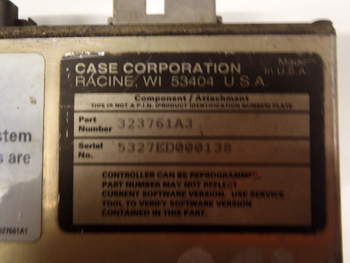 CASE CORPORATION
RACINE, WI 53404 U.S.A.
Made
in U.S.A.
Component / Attachment
THIS IS NOT A P.I.N. (PRODUCT IDENTIFICATION NUMBER) PLATE
Part
Number 323761A3
Serial
No. 5327ED000138
CONTROLLER CAN BE REPROGRAMME
PART NUMBER MAY NOT REFLECT
CURRENT SOFTWARE VERSION. USE SERVICE
TOOL TO VERIFY SOFTWARE VERSION
CONTAINED IN THIS PART.
stem
s are